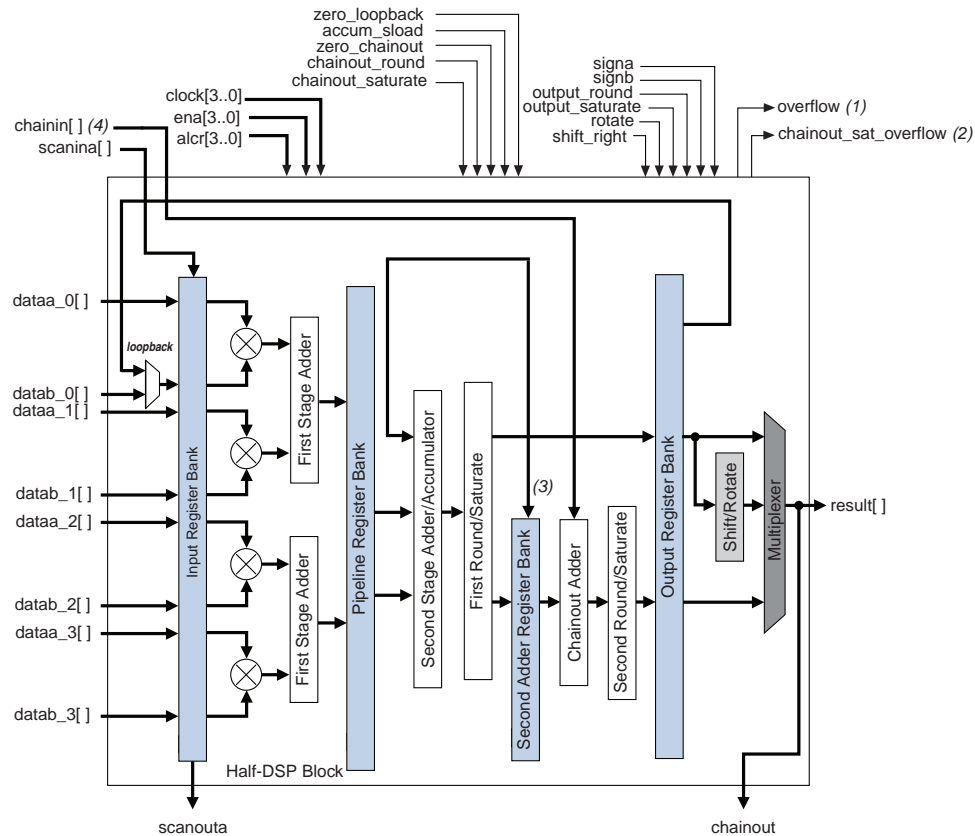 zero_loopback
accum_sload
zero_chainout
chainout_round
chainout_saturate
signa
signb
output_round
output_saturate
rotate
shift_right
overflow (1)
chainout_sat_overflow (2)
clock[3..0]
ena[3..0]
alcr[3..0]
chainin[ ] (4)
scanina[ ]
dataa_0[ ]
loopback
datab_0[ ]
dataa_1[ ]
datab_1[ ]
dataa_2[ ]
datab_2[ ]
dataa_3[ ]
datab_3[ ]
Input Register Bank
First Stage Adder
First Stage Adder
Pipeline Register Bank
Second Stage Adder/Accumulator
First Round/Saturate
(3)
Second Adder Register Bank
Chainout Adder
Second Round/Saturate
Output Register Bank
Shift/Rotate
Multiplexer
result[ ]
Half-DSP Block
scanouta
chainout